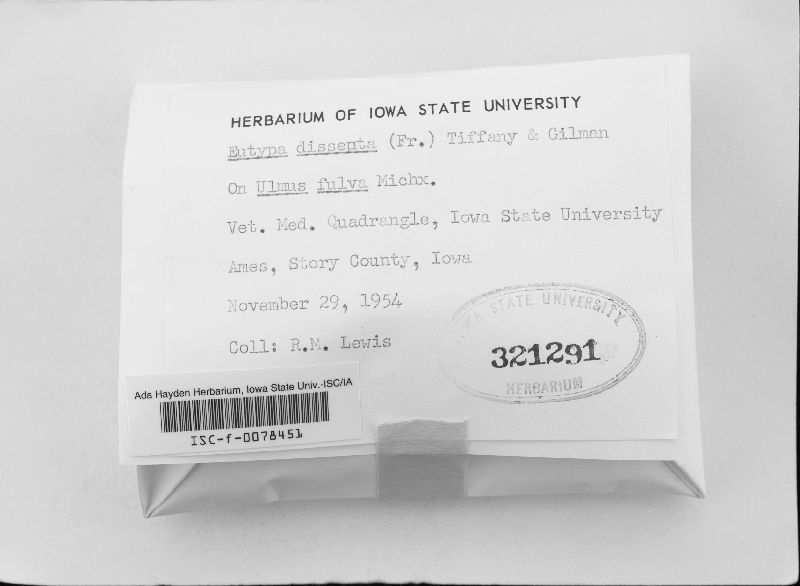 HERBARIUM OF IOWA STATE UNIVERSITY
Eutypa dissepta (Fr.) Tiffany & Gilman
On Ulmus fulva Michx.
Vet. Med. Quadrangle, Iowa State University
Ames, Story County, Iowa
November 29, 1954
Coll: R.M. Lewis
IOWA STATE UNIVERSITY
321291
HERBARIUM
Ada Hayden Herbarium, Iowa State Univ.-ISC/IA
ISC-f-0078451